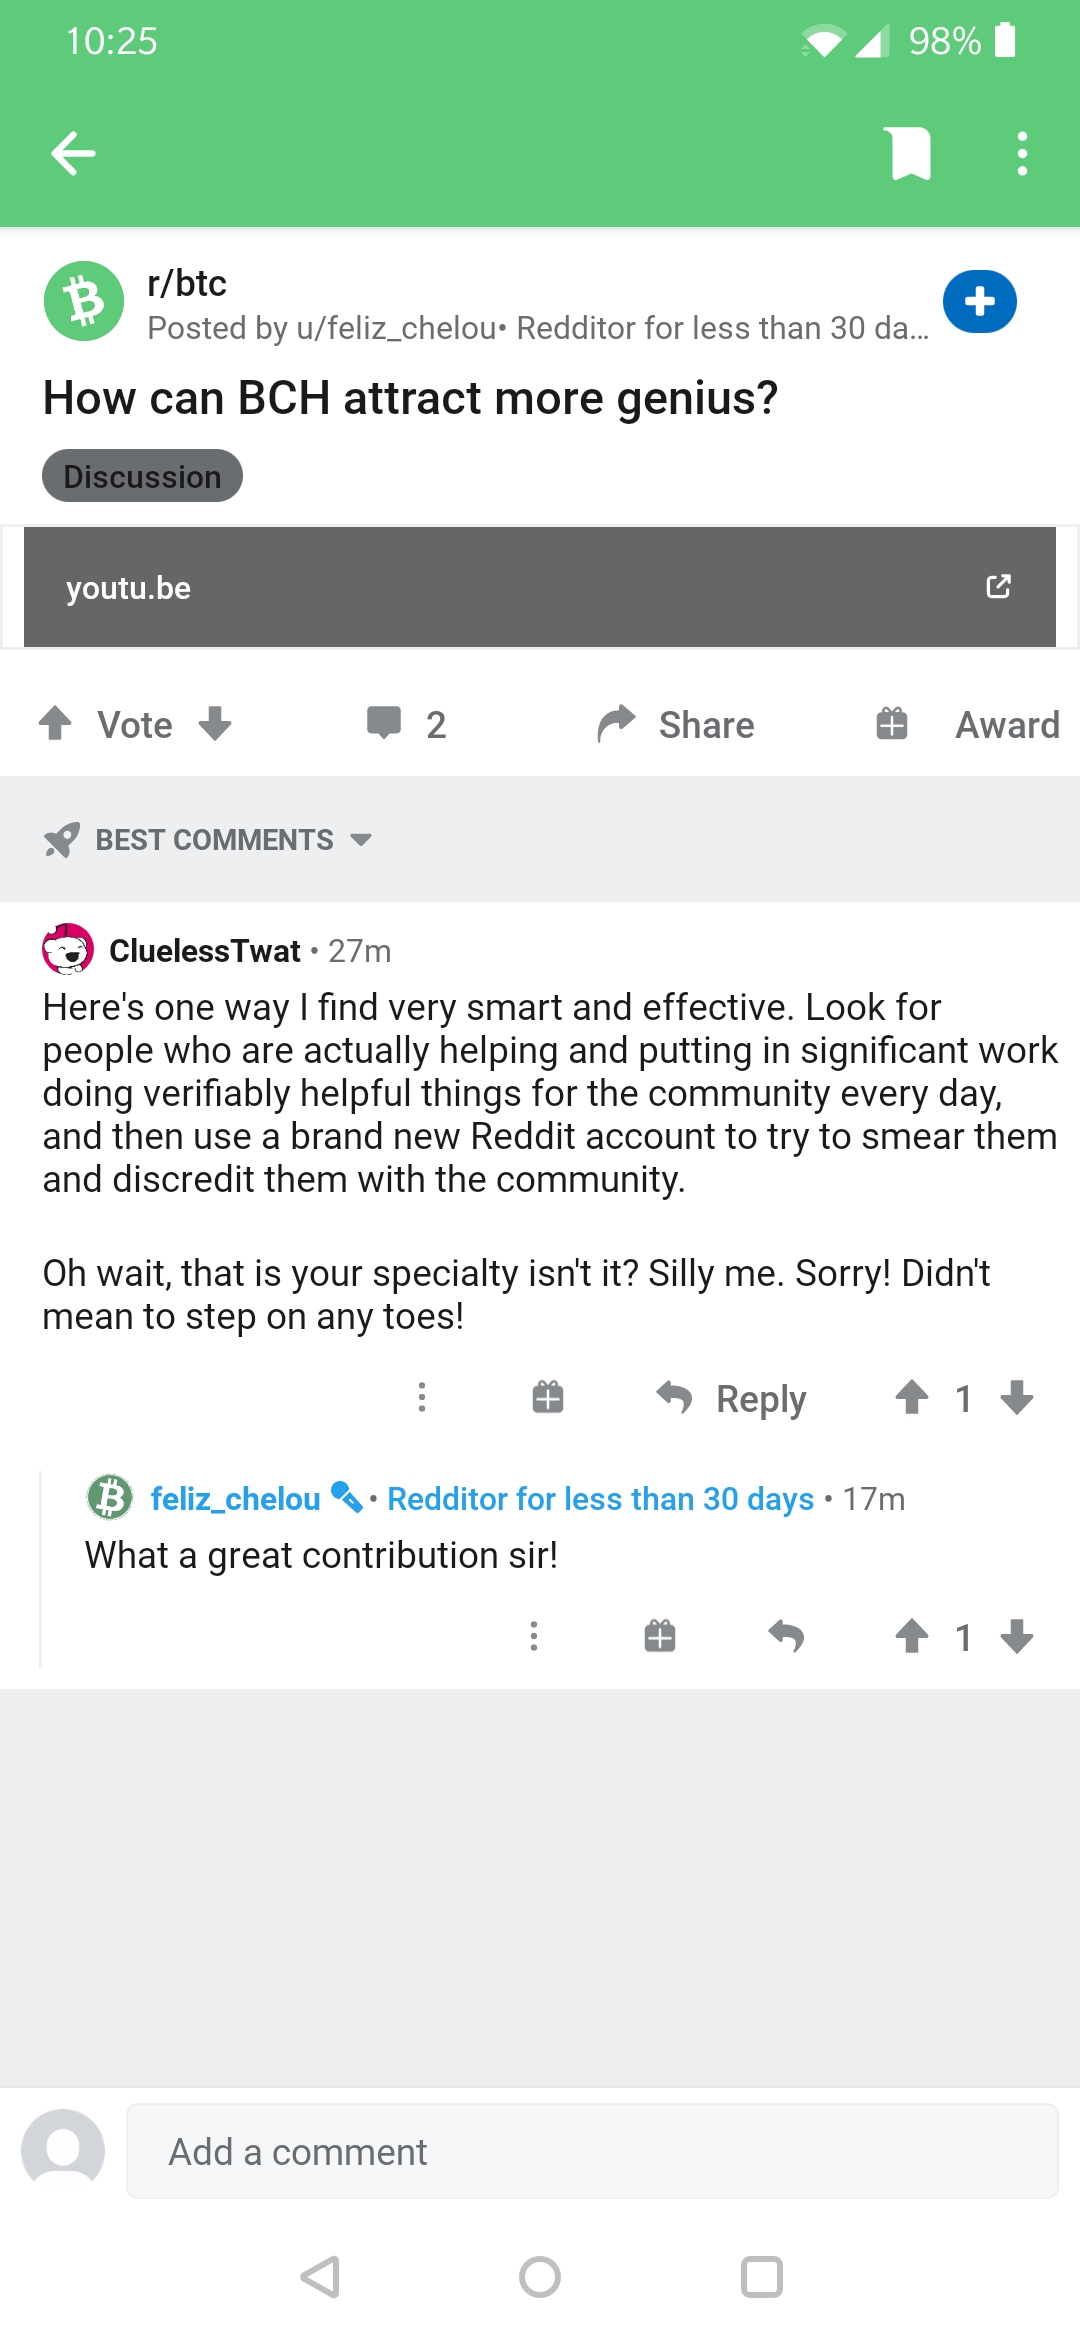 10:25
98%
r/btc
Posted by u/feliz_chelou• Redditor for less than 30 da...
How can BCH attract more genius?
Discussion
youtu.be
Vote
2
Share
Award
BEST COMMENTS
CluelessTwat • 27m
Here's one way I find very smart and effective. Look for
people who are actually helping and putting in significant work
doing verifiably helpful things for the community every day,
and then use a brand new Reddit account to try to smear them
and discredit them with the community.
Oh wait, that is your specialty isn't it? Silly me. Sorry! Didn't
mean to step on any toes!
Reply
1
feliz_chelou • Redditor for less than 30 days • 17m
What a great contribution sir!
1
Add a comment